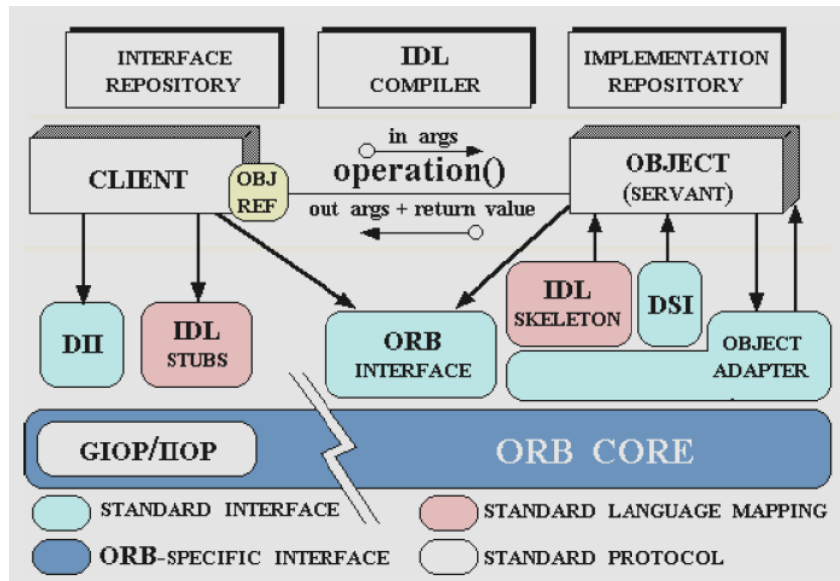 INTERFACE
REPOSITORY
IDL
COMPILER
IMPLEMENTATION
REPOSITORY
in args
operation()
out args + return value
CLIENT
OBJ
REF
OBJECT
(SERVANT)
DII
IDL
STUBS
ORB
INTERFACE
IDL
SKELETON
DSI
OBJECT
ADAPTER
GIOP/IIOP
ORB CORE
STANDARD INTERFACE
STANDARD LANGUAGE MAPPING
ORB-SPECIFIC INTERFACE
STANDARD PROTOCOL